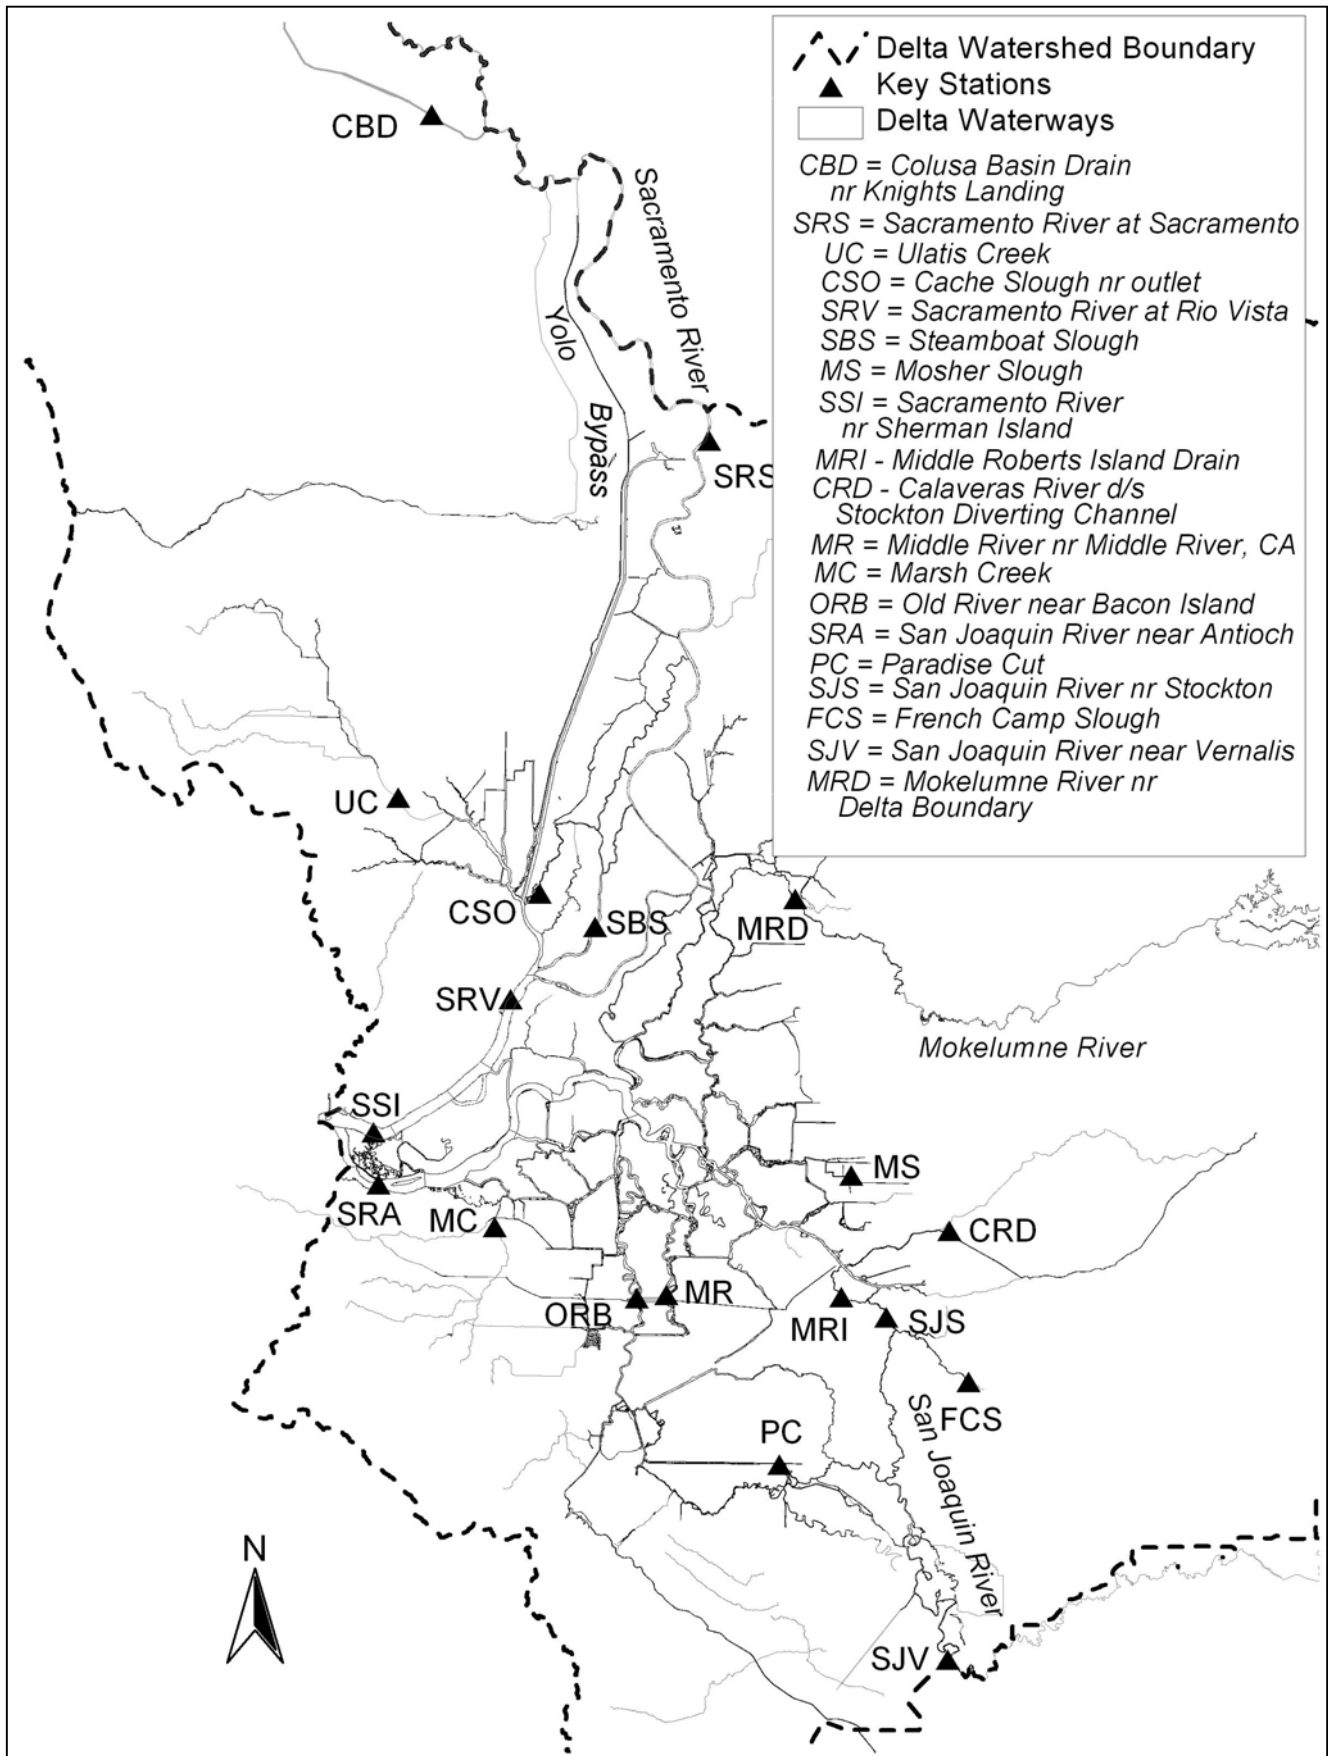 Delta Watershed Boundary
Key Stations
Delta Waterways
CBD = Colusa Basin Drain
nr Knights Landing
SRS = Sacramento River at Sacramento
UC = Ulatis Creek
CSO = Cache Slough nr outlet
SRV = Sacramento River at Rio Vista
SBS = Steamboat Slough
MS = Mosher Slough
SSI = Sacramento River
nr Sherman Island
MRI - Middle Roberts Island Drain
CRD - Calaveras River d/s
Stockton Diverting Channel
MR = Middle River nr Middle River, CA
MC = Marsh Creek
ORB = Old River near Bacon Island
SRA = San Joaquin River near Antioch
PC = Paradise Cut
SJS = San Joaquin River nr Stockton
FCS = French Camp Slough
SJV = San Joaquin River near Vernalis
MRD = Mokelumne River nr
Delta Boundary
CBD
Sacramento River
Yolo
Bypass
SRS
UC
CSO
SBS
MRD
SRV
Mokelumne River
SSI
MS
SRA
MC
CRD
MR
ORB
MRI
SJS
FCS
San Joaquin River
PC
N
SJV